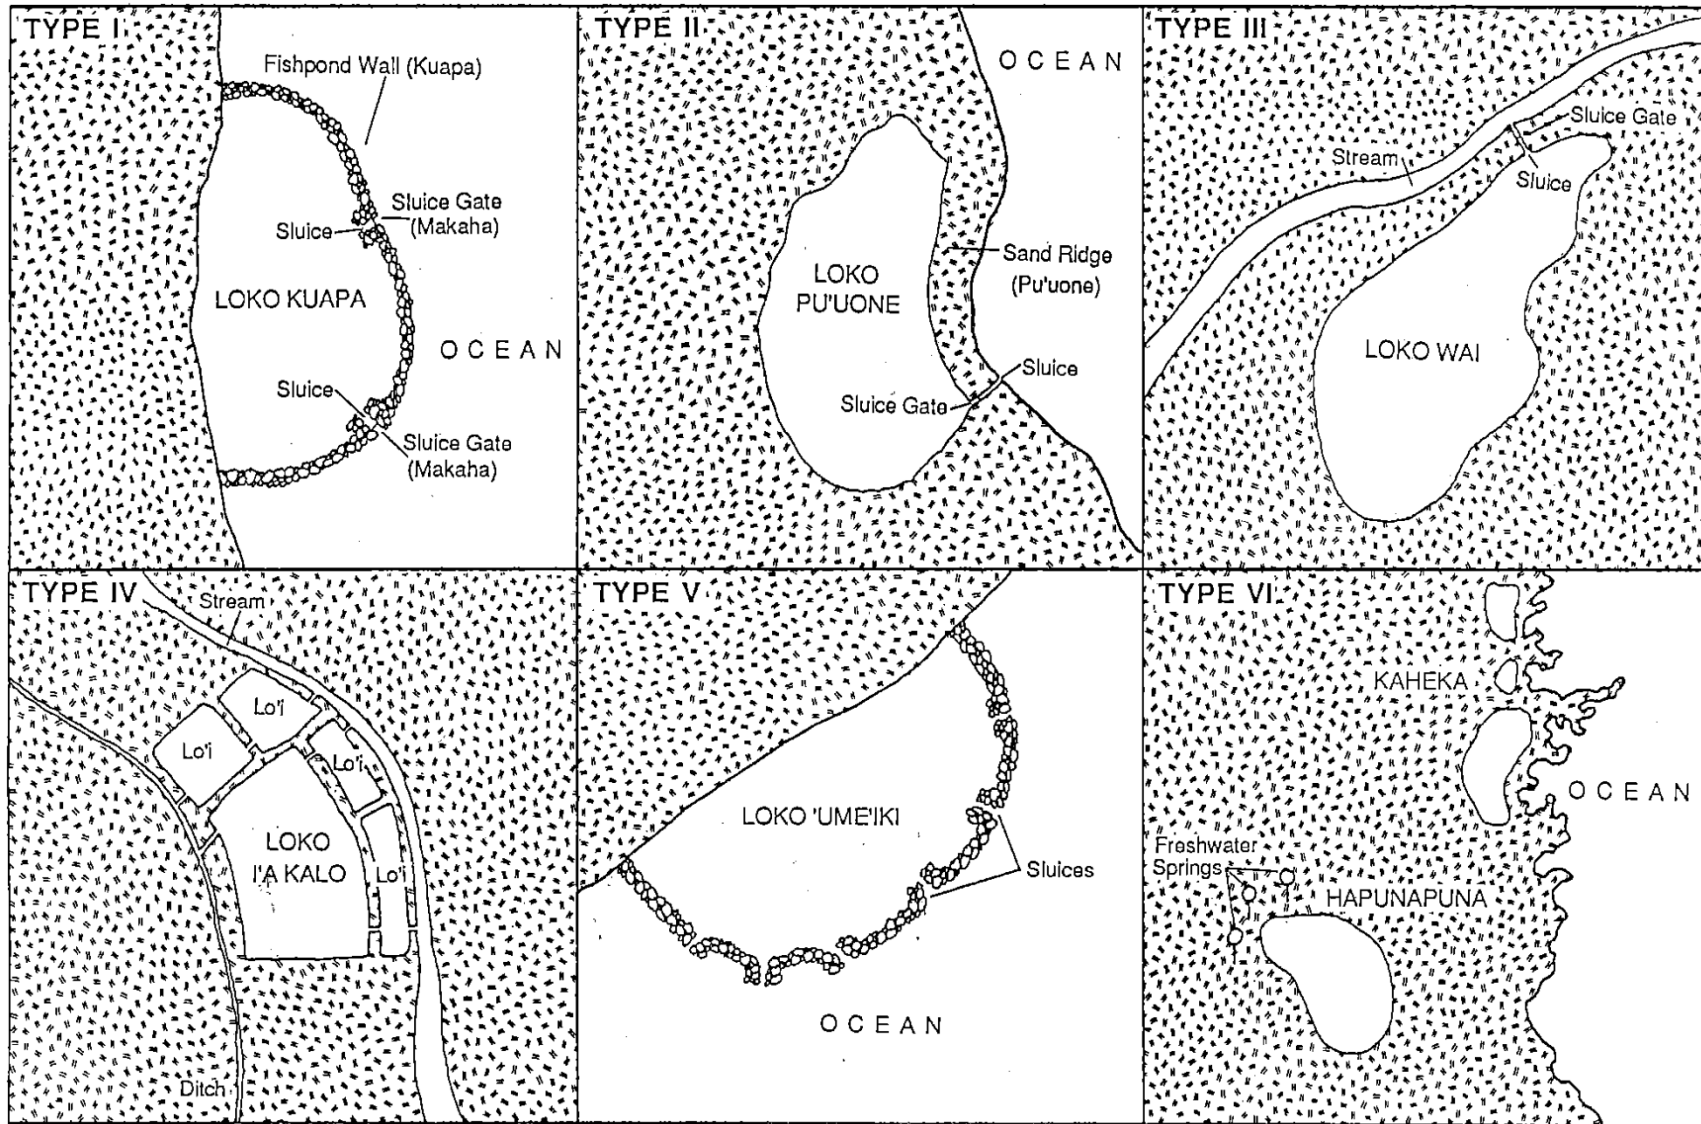 TYPE I
Fishpond Wall (Kuapa)
Sluice Gate
(Makaha)
Sluice
LOKO KUAPA
OCEAN
Sluice
Sluice Gate
(Makaha)
TYPE II
OCEAN
LOKO
PU'UONE
Sand Ridge
(Pu'uone)
Sluice
Sluice Gate
TYPE III
Sluice Gate
Stream
Sluice
LOKO WAI
TYPE IV
Stream
Lo'i
Lo'i
Lo'i
LOKO
I'A KALO
Lo'i
Ditch
TYPE V
LOKO 'UME'IKI
Sluices
OCEAN
TYPE VI
KAHEKA
OCEAN
Freshwater
Springs
HAPUNAPUNA